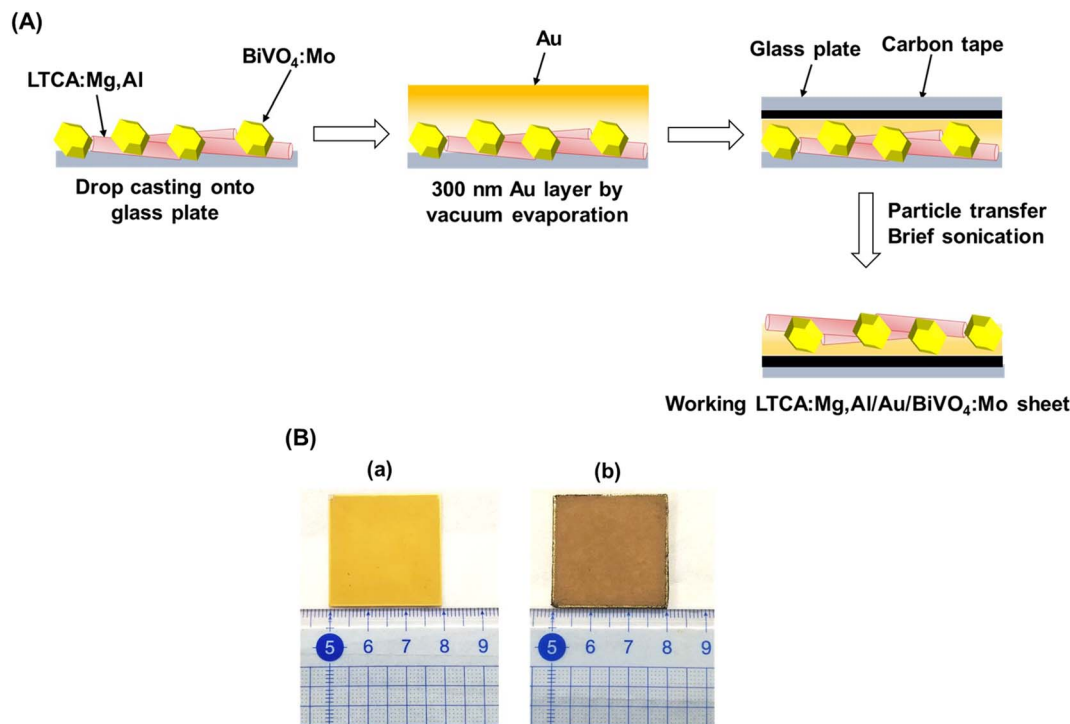 (A)
Au
BiVO₄:Mo
LTCA:Mg,Al
Glass plate
Carbon tape
Drop casting onto
glass plate
300 nm Au layer by
vacuum evaporation
Particle transfer
Brief sonication
Working LTCA:Mg,Al/Au/BiVO₄:Mo sheet
(B)
(a)
(b)
5 6 7 8 9
5 6 7 8 9